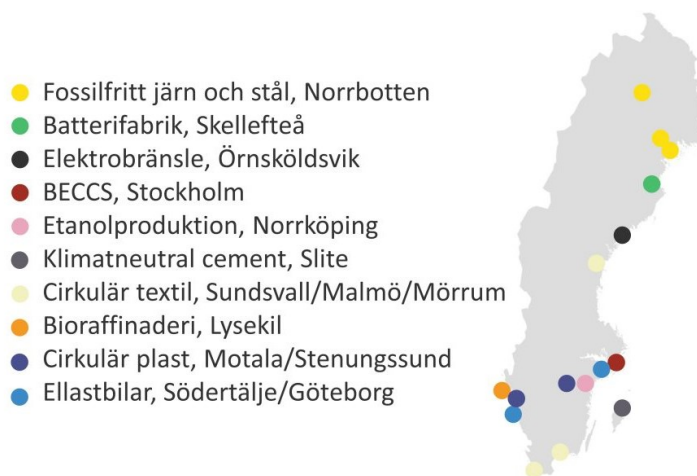 Fossilfritt järn och stål, Norrbotten
Batterifabrik, Skellefteå
Elektrobränsle, Örnsköldsvik
BECCS, Stockholm
Etanolproduktion, Norrköping
Klimatneutral cement, Slite
Cirkulär textil, Sundsvall/Malmö/Mörrum
Bioraffinaderi, Lysekil
Cirkulär plast, Motala/Stenungssund
Ellastbilar, Södertälje/Göteborg